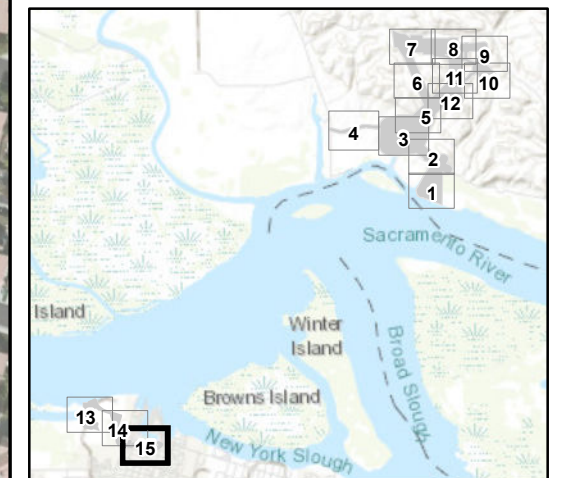 7 8 9
6 11 10
12
5
4 3
2
1
Sacramento River
Island
Winter
Island
Broad Slough
Browns Island
13
14
15
New York Slough